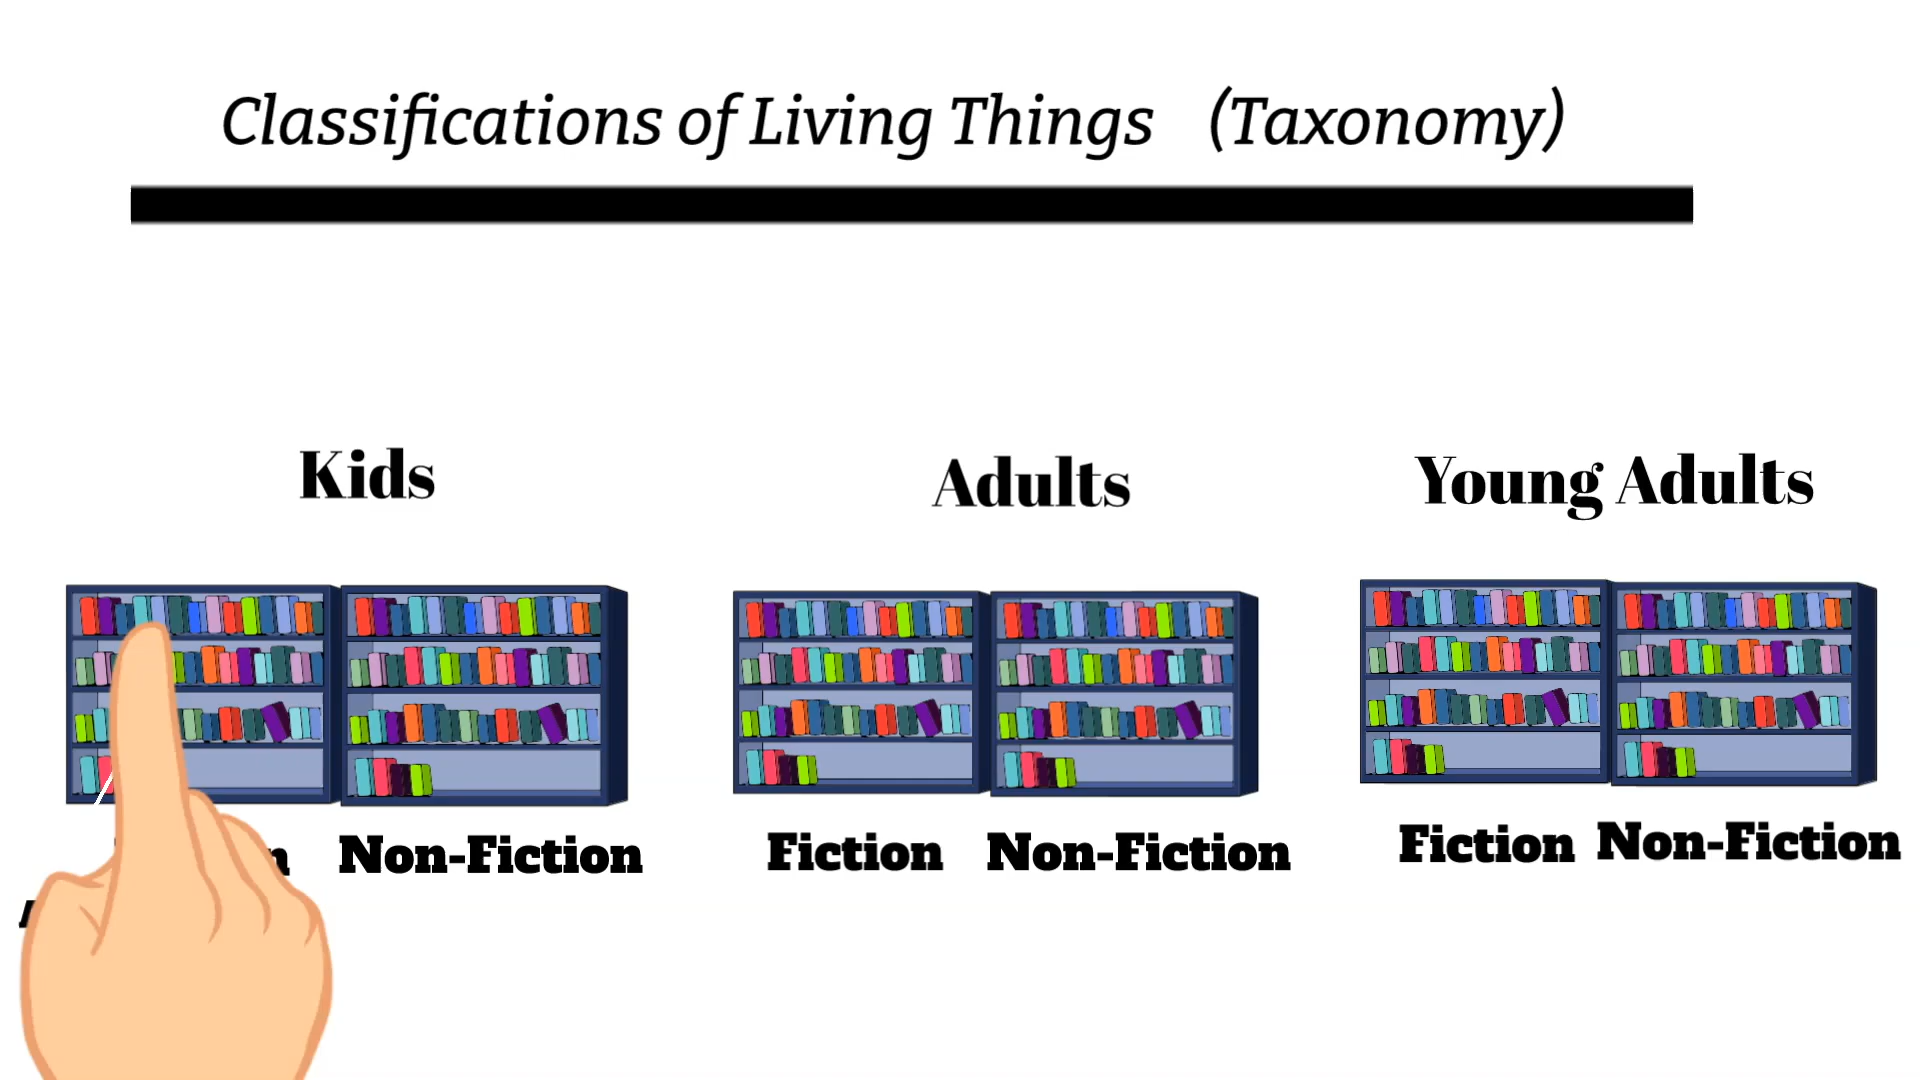 Classifications of Living Things (Taxonomy)
Kids
Adults
Young Adults
Non-Fiction
Fiction
Non-Fiction
Fiction
Non-Fiction